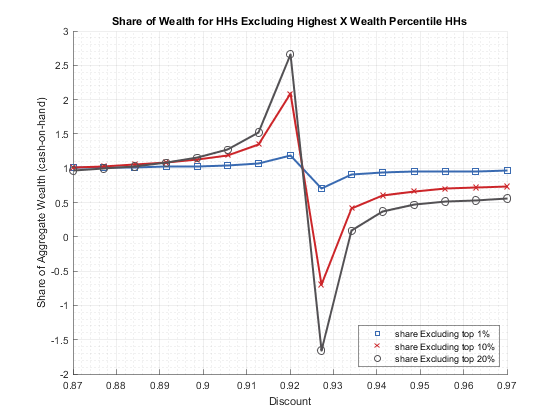 Share of Wealth for HHs Excluding Highest X Wealth Percentile HHs
3
2.5
2
1.5
1
0.5
0
-0.5
-1
-1.5
-2
Share of Aggregate Wealth (cash-on-hand)
share Excluding top 1%
share Excluding top 10%
share Excluding top 20%
0.87 0.88 0.89 0.9 0.91 0.92 0.93 0.94 0.95 0.96 0.97
Discount